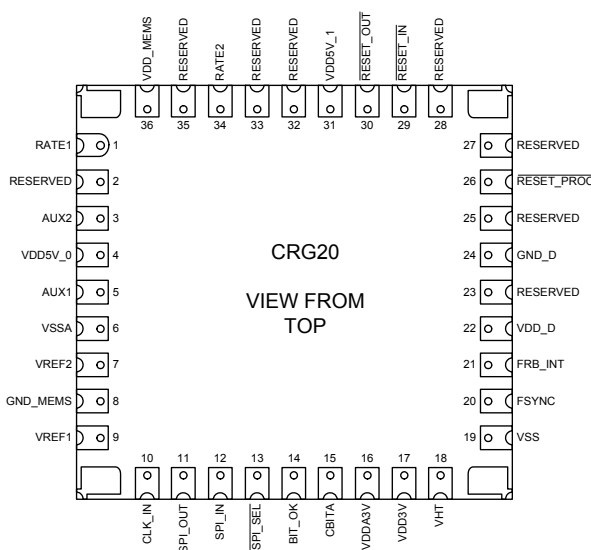 VDD_MEMS
RESERVED
RATE2
RESERVED
RESERVED
VDD5V_1
RESET_OUT
RESET_IN
RESERVED
36 35 34 33 32 31 30 29 28
RATE1 1
RESERVED 2
AUX2 3
VDD5V_0 4
AUX1 5
VSSA 6
VREF2 7
GND_MEMS 8
VREF1 9
CRG20
VIEW FROM
TOP
27 RESERVED
26 RESET_PROC
25 RESERVED
24 GND_D
23 RESERVED
22 VDD_D
21 FRB_INT
20 FSYNC
19 VSS
10 11 12 13 14 15 16 17 18
CLK_IN
SPI_OUT
SPI_IN
SPI_SEL
BIT_OK
CBITA
VDDA3V
VDD3V
VHT